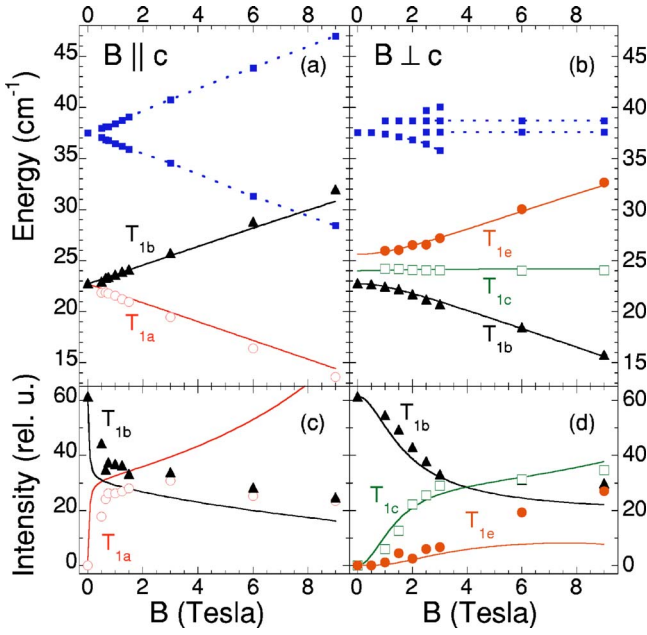 0 2 4 6 8 0 2 4 6 8
B || c (a) B ⊥ c (b)
45 45
40 40
35 35
30 30
25 25
20 20
15 15
Energy (cm⁻¹)
T1b
T1a
T1e
T1c
T1b
60 60
40 40
20 20
0 0
Intensity (rel. u.)
T1b (c)
T1a
T1b (d)
T1c
T1e
0 2 4 6 8 0 2 4 6 8
B (Tesla) B (Tesla)